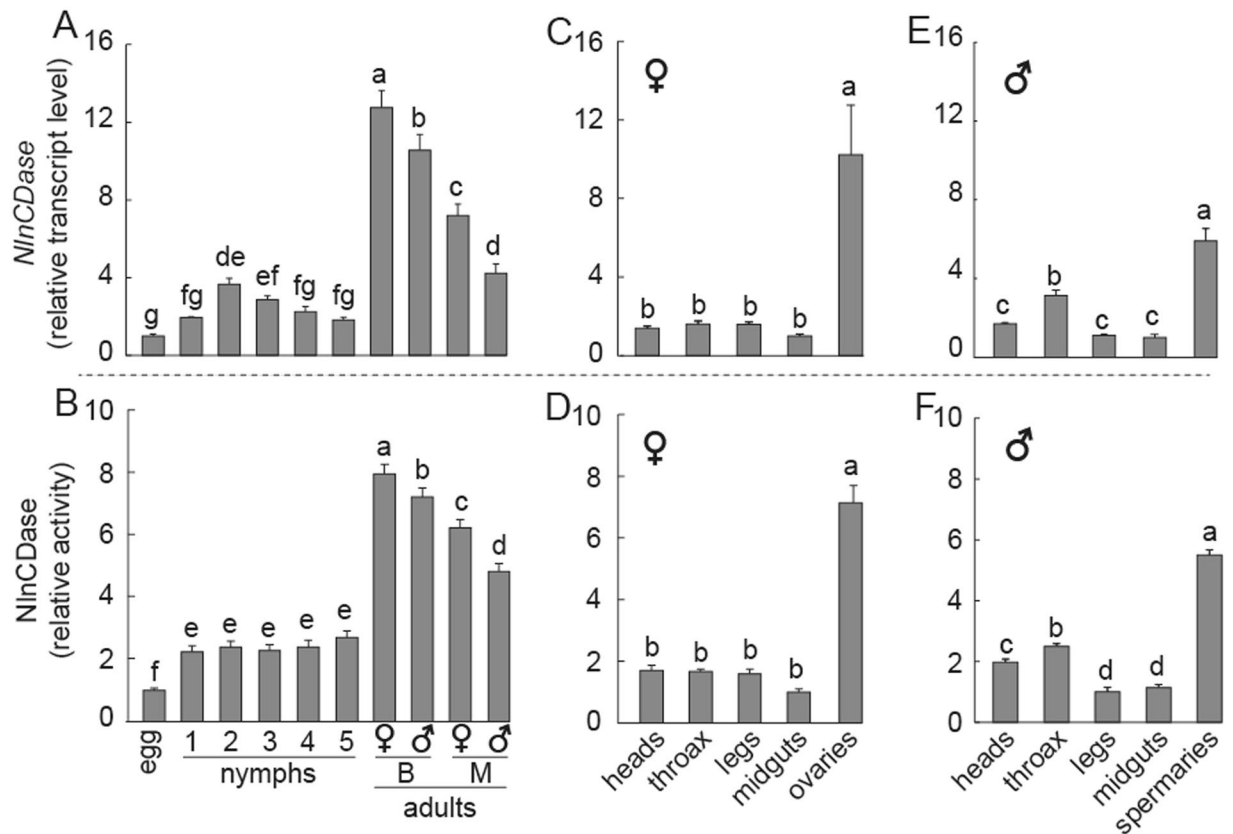 A
NlnCDase
(relative transcript level)
16
12
8
4
0
g
fg
de
ef
fg
fg
a
b
c
d
C
16
12
8
4
0
♀
b
b
b
b
a
E
16
12
8
4
0
♂
c
b
c
c
a
B
NlnCDase
(relative activity)
10
8
6
4
2
0
f
e
e
e
e
e
a
b
c
d
egg
1 2 3 4 5
nymphs
♀ ♂ ♀ ♂
B M
adults
D
10
8
6
4
2
0
♀
b
b
b
b
a
heads
throax
legs
midguts
ovaries
F
10
8
6
4
2
0
♂
c
b
d
d
a
heads
throax
legs
midguts
spermaries